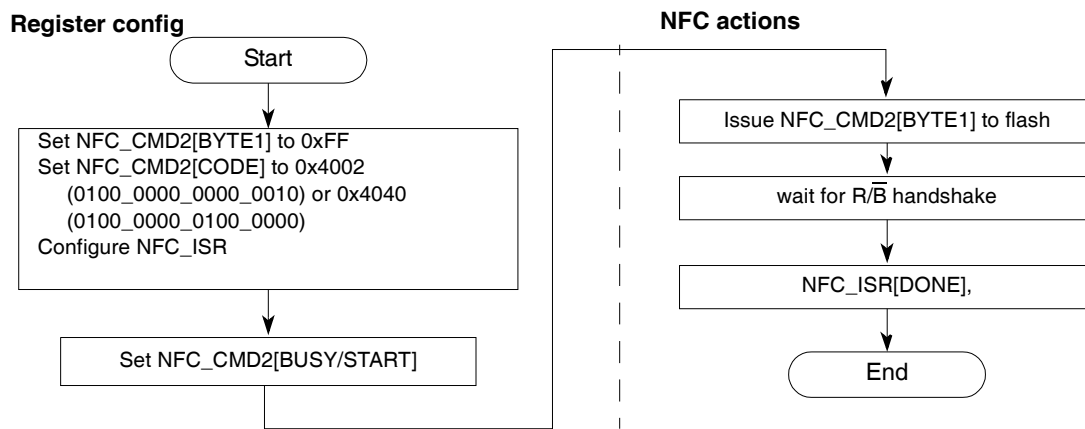 Register config
Start
Set NFC_CMD2[BYTE1] to 0xFF
Set NFC_CMD2[CODE] to 0x4002
(0100_0000_0000_0010) or 0x4040
(0100_0000_0100_0000)
Configure NFC_ISR
Set NFC_CMD2[BUSY/START]
NFC actions
Issue NFC_CMD2[BYTE1] to flash
wait for R/B̅ handshake
NFC_ISR[DONE],
End